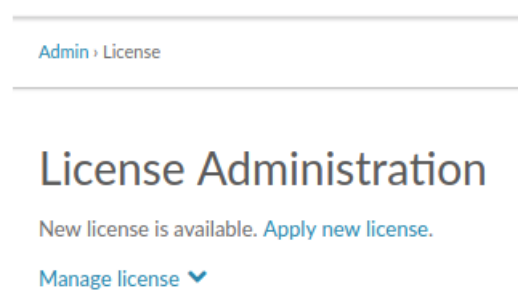 Admin › License
License Administration
New license is available. Apply new license.
Manage license